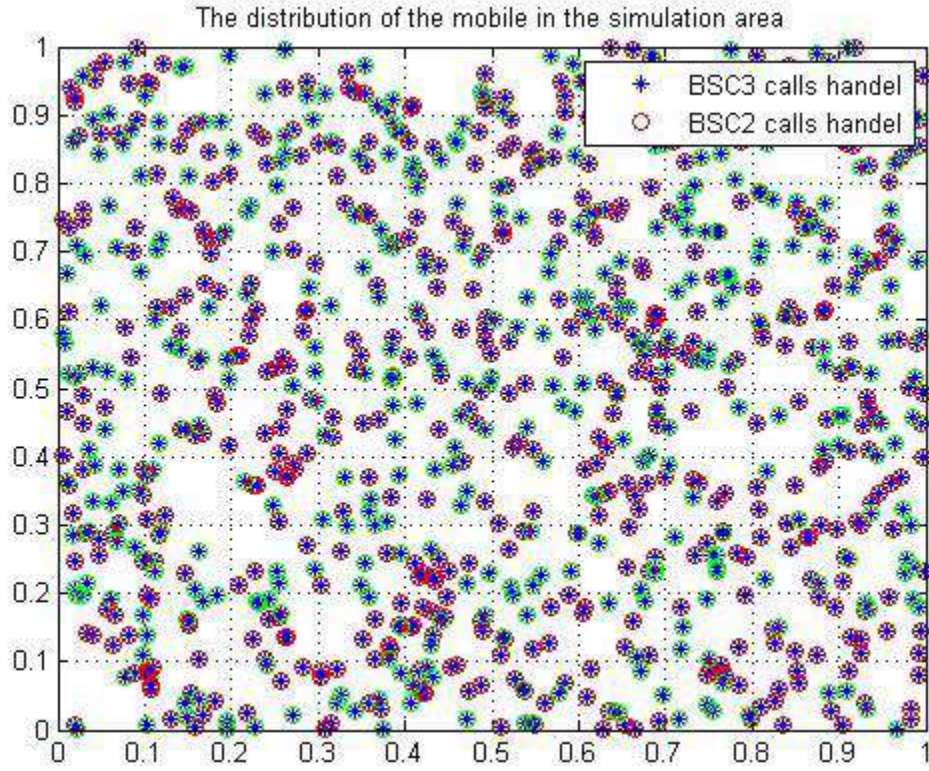 The distribution of the mobile in the simulation area
1
0.9
0.8
0.7
0.6
0.5
0.4
0.3
0.2
0.1
0
BSC3 calls handel
BSC2 calls handel
0 0.1 0.2 0.3 0.4 0.5 0.6 0.7 0.8 0.9 1